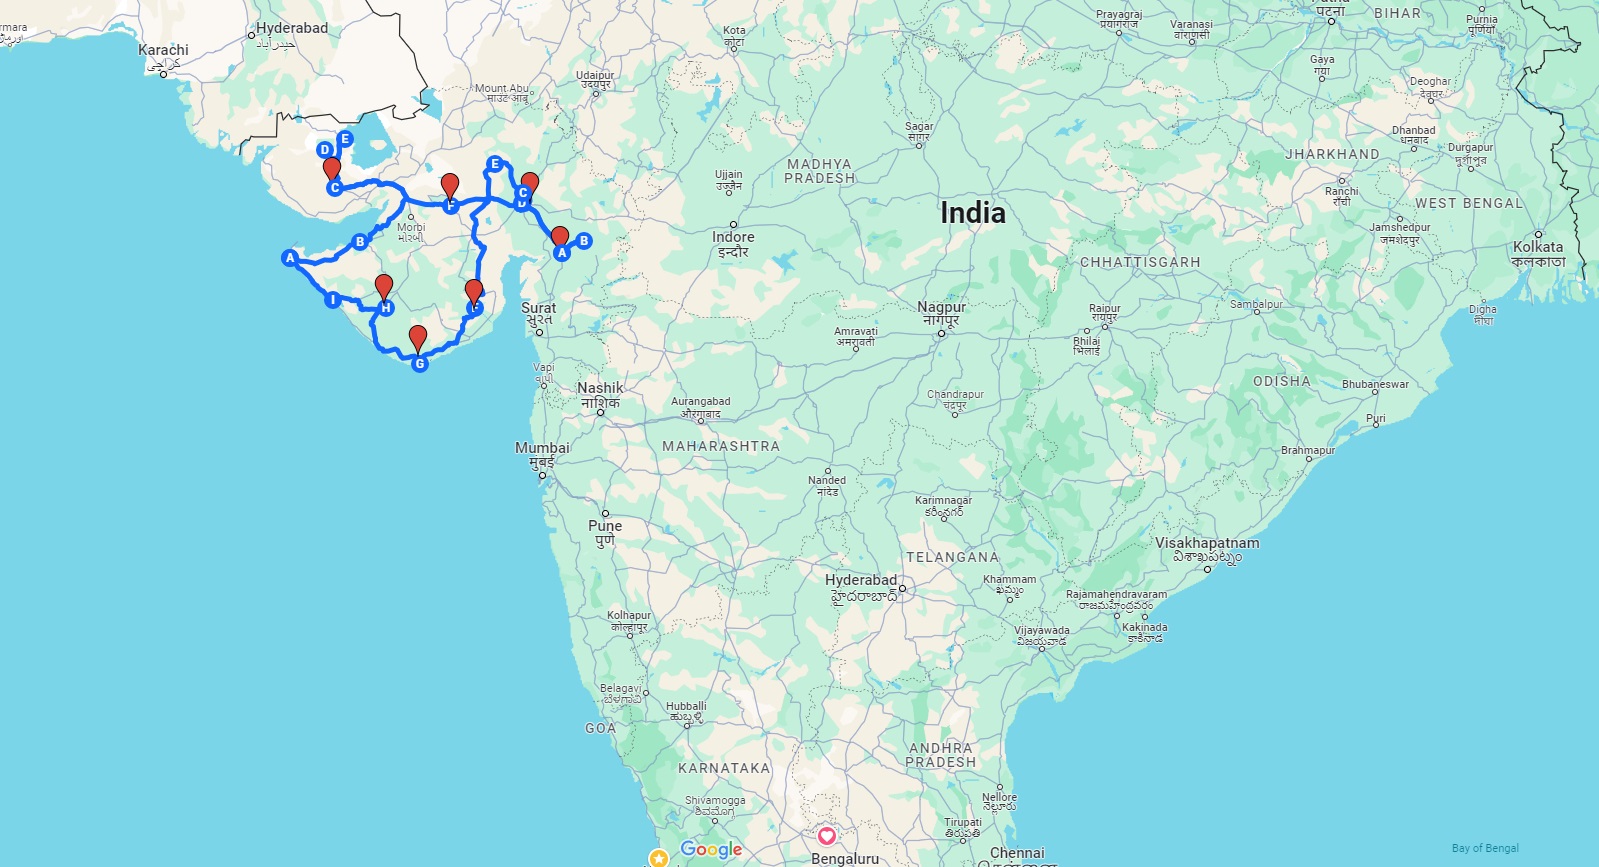 Hyderabad
Karachi
Prayagraj
प्रयागराज
Varanasi
वाराणसी
पटना
BIHAR
Purnia
पूर्णिया
Kota
कोटा
Udaipur
उदयपुर
Gaya
गया
Mount Abu
माउंट आबू
Deoghar
देवघर
Sagar
सागर
Dhanbad
धनबाद
Durgapur
JHARKHAND
MADHYA
PRADESH
Ujjain
उज्जैन
Ranchi
राँची
WEST BENGAL
E
D
C
E
C
D
F
India
Morbi
મોરબી
Jamshedpur
जमशेदपुर
Kolkata
কলকাতা
Indore
इन्दौर
B
A
B
A
CHHATTISGARH
I
H
F
G
Surat
સુરત
Nagpur
नागपूर
Raipur
रायपुर
Sambalpur
Digha
দীঘা
Amravati
अमरावती
Bhilai
भिलाई
Vapi
વાપી
Nashik
नाशिक
Aurangabad
औरंगाबाद
Chandrapur
चंद्रपूर
ODISHA
Bhubaneswar
Puri
Mumbai
मुंबई
MAHARASHTRA
Brahmapur
Nanded
नांदेड
Karimnagar
కరీంనగర్
Pune
पुणे
TELANGANA
Visakhapatnam
విశాఖపట్నం
Hyderabad
హైదరాబాద్
Khammam
ఖమ్మం
Rajamahendravaram
రాజమహేంద్రవరం
Kolhapur
कोल्हापूर
Vijayawada
విజయవాడ
Kakinada
కాకినాడ
Belagavi
ಬೆಳಗಾವಿ
Hubballi
ಹುಬ್ಬಳ್ಳಿ
GOA
ANDHRA
PRADESH
KARNATAKA
Shivamogga
ಶಿವಮೊಗ್ಗ
Nellore
నెల్లూరు
Tirupati
తిరుపతి
Google
Bengaluru
Chennai
Bay of Bengal